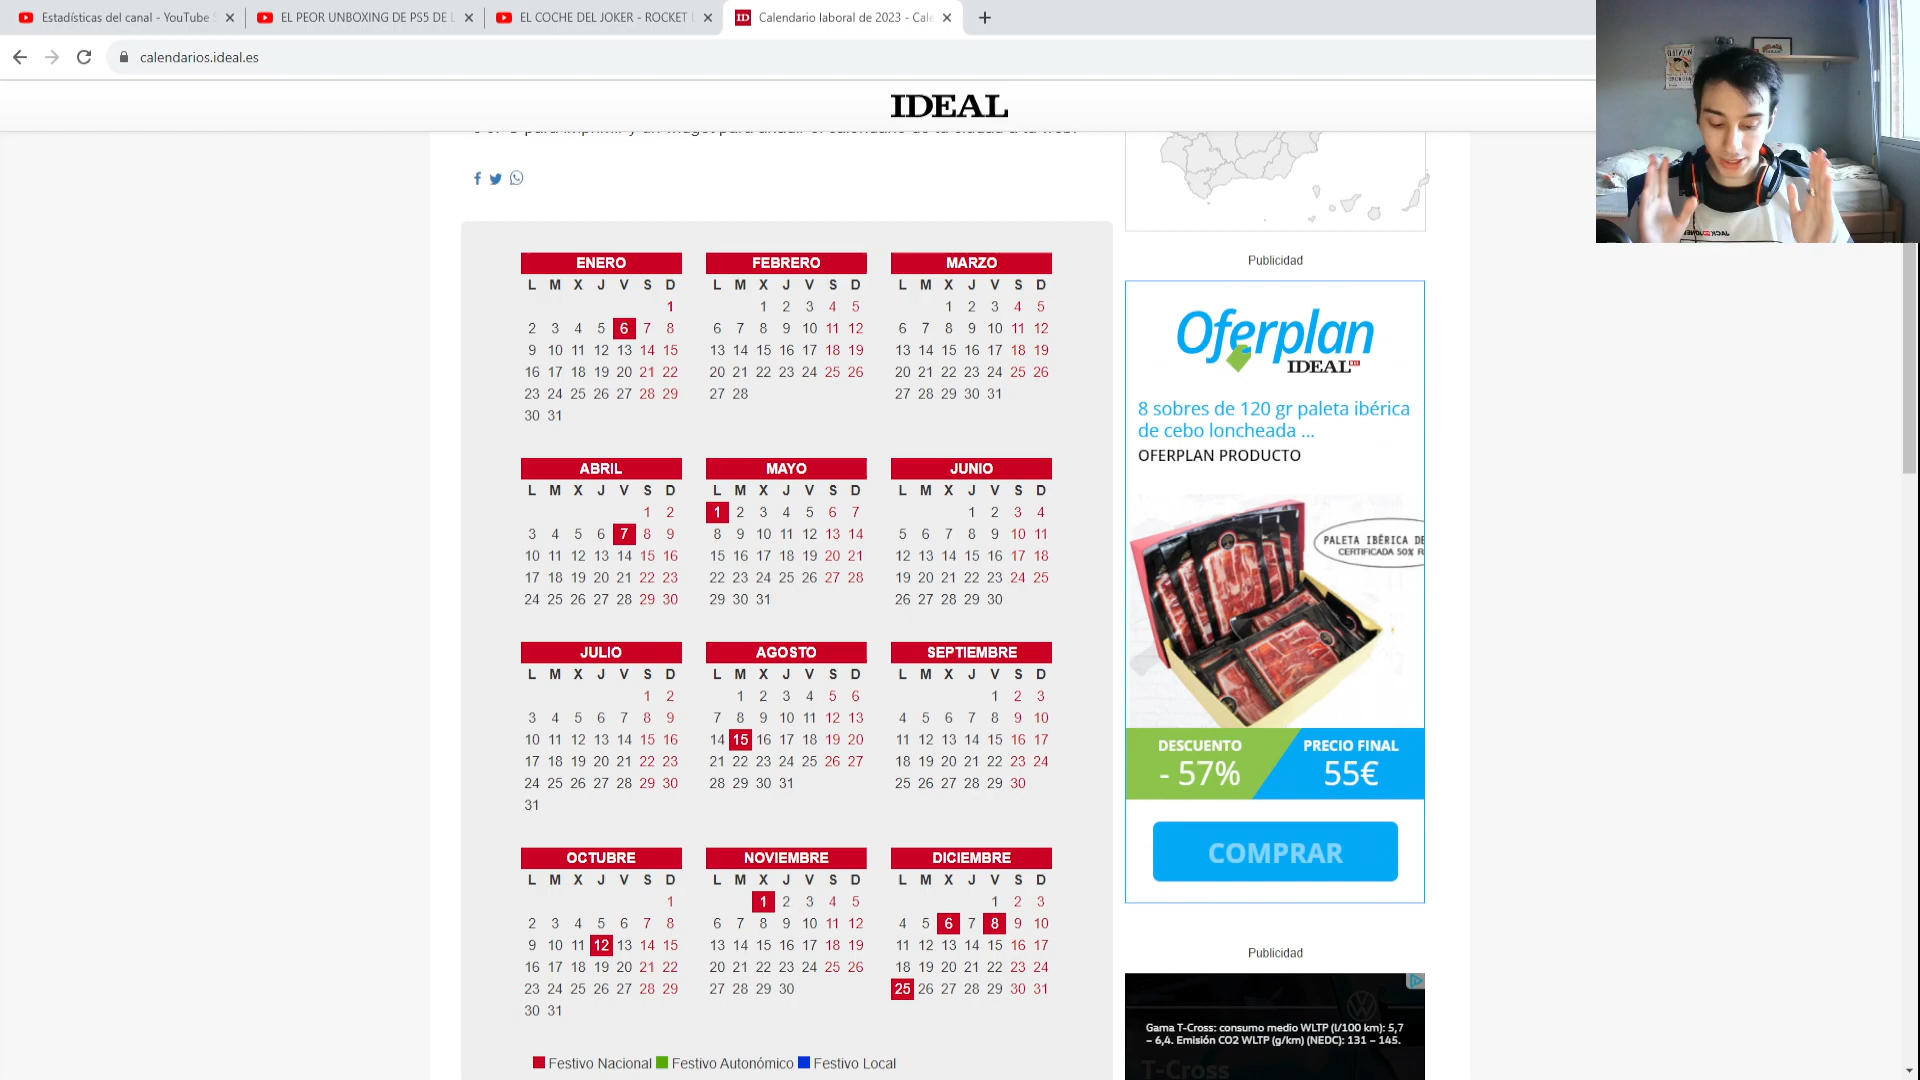 Estadísticas del canal - YouTube
EL PEOR UNBOXING DE PS5 DE
EL COCHE DEL JOKER - ROCKET
ID Calendario laboral de 2023 - Cale
calendarios.ideal.es
IDEAL
para imprimir y un widget para añadir el calendario de tu ciudad a tu web.
ENERO
L M X J V S D
1
2 3 4 5 6 7 8
9 10 11 12 13 14 15
16 17 18 19 20 21 22
23 24 25 26 27 28 29
30 31
FEBRERO
L M X J V S D
1 2 3 4 5
6 7 8 9 10 11 12
13 14 15 16 17 18 19
20 21 22 23 24 25 26
27 28
MARZO
L M X J V S D
1 2 3 4 5
6 7 8 9 10 11 12
13 14 15 16 17 18 19
20 21 22 23 24 25 26
27 28 29 30 31
ABRIL
L M X J V S D
1 2
3 4 5 6 7 8 9
10 11 12 13 14 15 16
17 18 19 20 21 22 23
24 25 26 27 28 29 30
MAYO
L M X J V S D
1 2 3 4 5 6 7
8 9 10 11 12 13 14
15 16 17 18 19 20 21
22 23 24 25 26 27 28
29 30 31
JUNIO
L M X J V S D
1 2 3 4
5 6 7 8 9 10 11
12 13 14 15 16 17 18
19 20 21 22 23 24 25
26 27 28 29 30
JULIO
L M X J V S D
1 2
3 4 5 6 7 8 9
10 11 12 13 14 15 16
17 18 19 20 21 22 23
24 25 26 27 28 29 30
31
AGOSTO
L M X J V S D
1 2 3 4 5 6
7 8 9 10 11 12 13
14 15 16 17 18 19 20
21 22 23 24 25 26 27
28 29 30 31
SEPTIEMBRE
L M X J V S D
1 2 3
4 5 6 7 8 9 10
11 12 13 14 15 16 17
18 19 20 21 22 23 24
25 26 27 28 29 30
OCTUBRE
L M X J V S D
1
2 3 4 5 6 7 8
9 10 11 12 13 14 15
16 17 18 19 20 21 22
23 24 25 26 27 28 29
30 31
NOVIEMBRE
L M X J V S D
1 2 3 4 5
6 7 8 9 10 11 12
13 14 15 16 17 18 19
20 21 22 23 24 25 26
27 28 29 30
DICIEMBRE
L M X J V S D
1 2 3
4 5 6 7 8 9 10
11 12 13 14 15 16 17
18 19 20 21 22 23 24
25 26 27 28 29 30 31
Festivo Nacional Festivo Autonómico Festivo Local
Publicidad
Oferplan
IDEAL
8 sobres de 120 gr paleta ibérica
de cebo loncheada ...
OFERPLAN PRODUCTO
PALETA IBÉRICA DE
CERTIFICADA 50% R
DESCUENTO
- 57%
PRECIO FINAL
55€
COMPRAR
Publicidad
Gama T-Cross: consumo medio WLTP (l/100 km): 5,7
– 6,4. Emisión CO2 WLTP (g/km) (NEDC): 131 – 145.
T-Cross